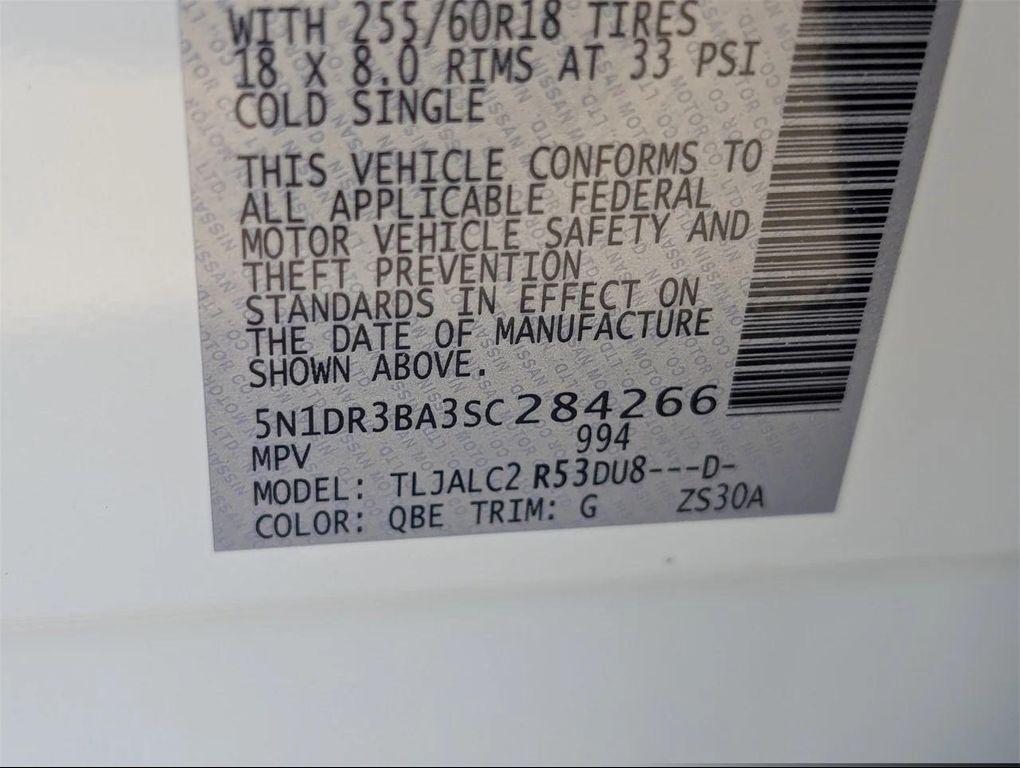 WITH 255/60R18 TIRES
18 X 8.0 RIMS AT 33 PSI
COLD SINGLE
THIS VEHICLE CONFORMS TO
ALL APPLICABLE FEDERAL
MOTOR VEHICLE SAFETY AND
THEFT PREVENTION
STANDARDS IN EFFECT ON
THE DATE OF MANUFACTURE
SHOWN ABOVE.
5N1DR3BA3SC284266
MPV 994
MODEL: TLJALC2 R53DU8---D-
COLOR: QBE TRIM: G ZS30A